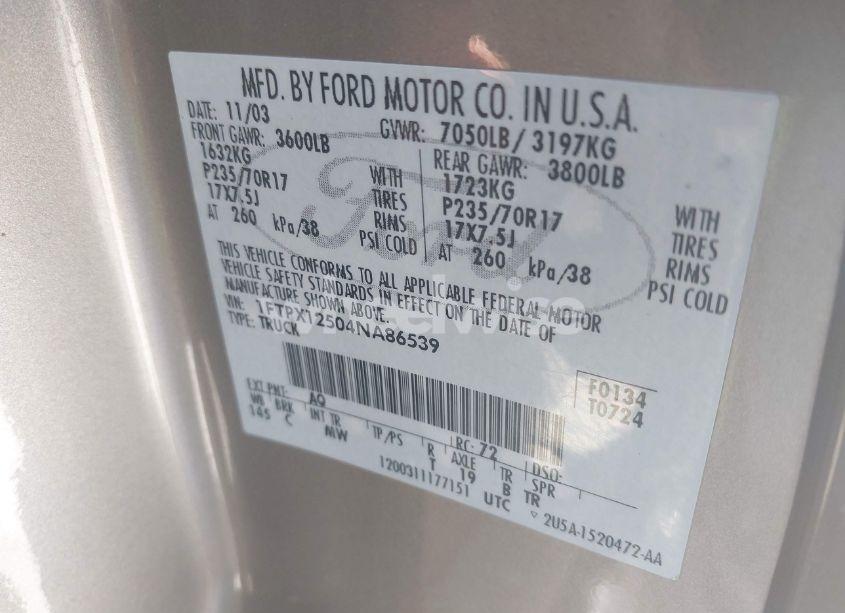 MFD. BY FORD MOTOR CO. IN U.S.A.
DATE: 11/03 GVWR: 7050LB/ 3197KG
FRONT GAWR: 3600LB REAR GAWR: 3800LB
1632KG WITH 1723KG WITH
P235/70R17 TIRES P235/70R17 TIRES
17X7.5J RIMS 17X7.5J RIMS
AT 260 kPa/38 PSI COLD AT 260 kPa/38 PSI COLD
THIS VEHICLE CONFORMS TO ALL APPLICABLE FEDERAL MOTOR
VEHICLE SAFETY STANDARDS IN EFFECT ON THE DATE OF
MANUFACTURE SHOWN ABOVE.
VIN: 1FTPX12504NA86539
TYPE: TRUCK
Ford
F0134
T0724
EXT PNT: AQ RC: 72 DSO:
WB BRK INT TR TP/PS R AXLE TR SPR
145 C MW T 19 B TR
1200311177151 UTC
▽ 2U5A-1520472-AA